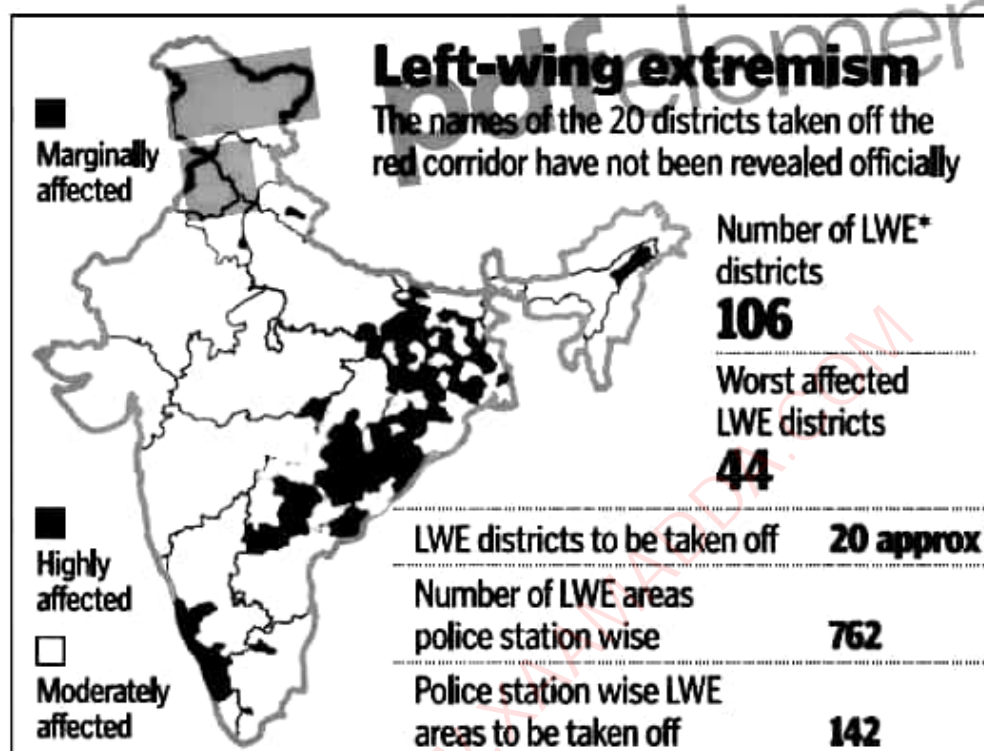 pdfelemen
Left-wing extremism
The names of the 20 districts taken off the
red corridor have not been revealed officially
Marginally
affected
Number of LWE*
districts
106
Worst affected
LWE districts
44
Highly
affected
Moderately
affected
LWE districts to be taken off 20 approx
Number of LWE areas
police station wise 762
Police station wise LWE
areas to be taken off 142